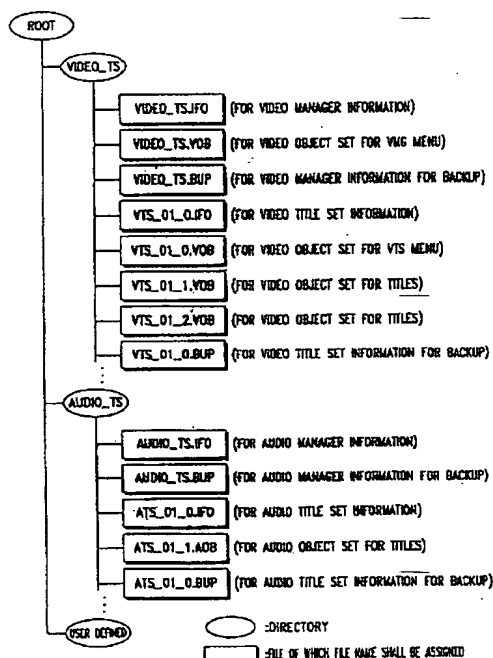 ROOT
VIDEO_TS
VIDEO_TS.IFO (FOR VIDEO MANAGER INFORMATION)
VIDEO_TS.VOB (FOR VIDEO OBJECT SET FOR VMG MENU)
VIDEO_TS.BUP (FOR VIDEO MANAGER INFORMATION FOR BACKUP)
VTS_01_0.IFO (FOR VIDEO TITLE SET INFORMATION)
VTS_01_0.VOB (FOR VIDEO OBJECT SET FOR VTS MENU)
VTS_01_1.VOB (FOR VIDEO OBJECT SET FOR TITLES)
VTS_01_2.VOB (FOR VIDEO OBJECT SET FOR TITLES)
VTS_01_0.BUP (FOR VIDEO TITLE SET INFORMATION FOR BACKUP)
AUDIO_TS
AUDIO_TS.IFO (FOR AUDIO MANAGER INFORMATION)
AUDIO_TS.BUP (FOR AUDIO MANAGER INFORMATION FOR BACKUP)
ATS_01_0.IFO (FOR AUDIO TITLE SET INFORMATION)
ATS_01_1.AOB (FOR AUDIO OBJECT SET FOR TITLES)
ATS_01_0.BUP (FOR AUDIO TITLE SET INFORMATION FOR BACKUP)
USER DEFINED
:DIRECTORY
:FILE OF WHICH FILE NAME SHALL BE ASSIGNED